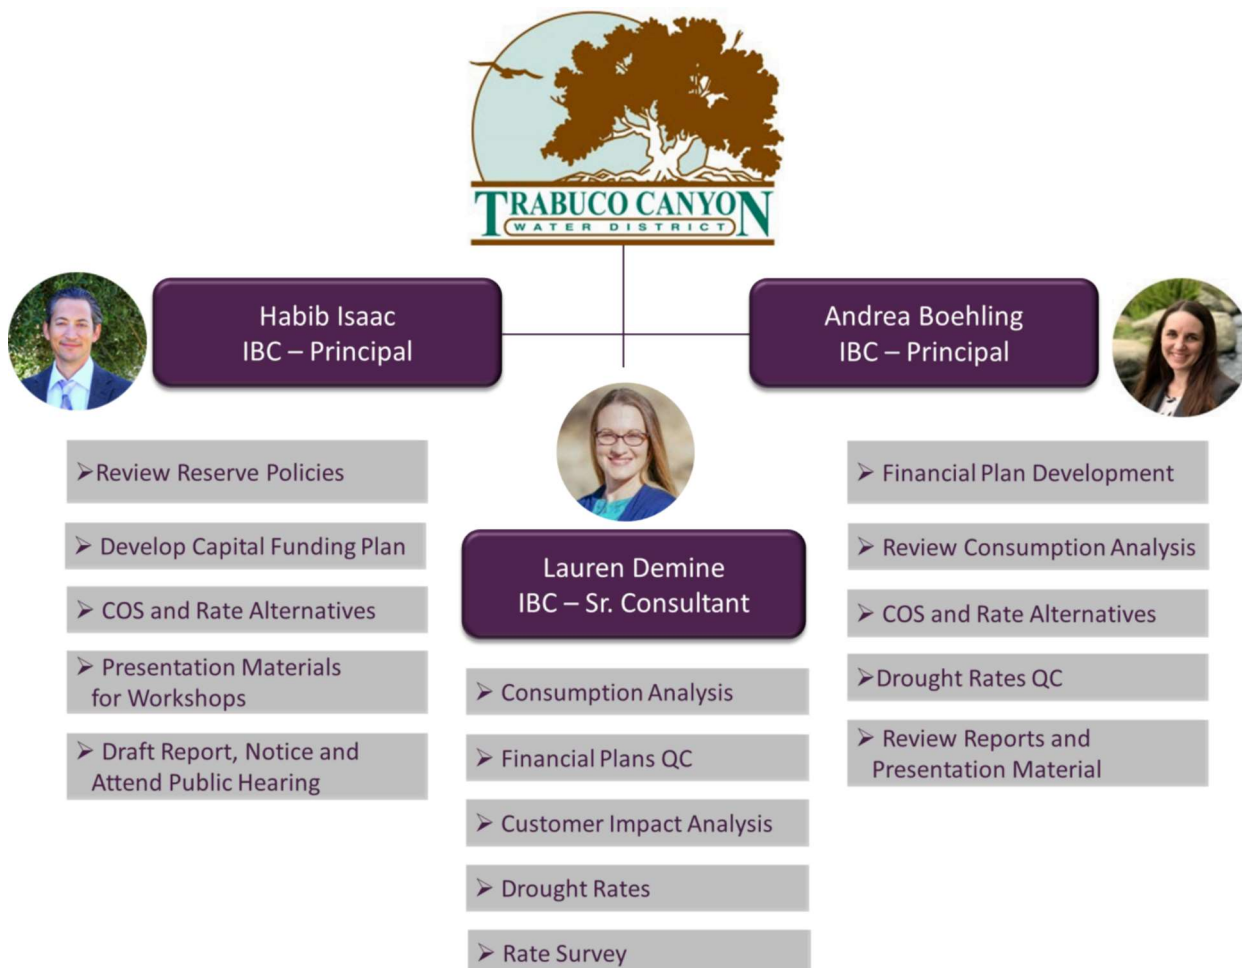 TRABUCO CANYON
WATER DISTRICT
Habib Isaac
IBC – Principal
Andrea Boehling
IBC – Principal
Lauren Demine
IBC – Sr. Consultant
➢Review Reserve Policies
➢ Develop Capital Funding Plan
➢ COS and Rate Alternatives
➢ Presentation Materials
for Workshops
➢ Draft Report, Notice and
Attend Public Hearing
➢ Consumption Analysis
➢ Financial Plans QC
➢ Customer Impact Analysis
➢ Drought Rates
➢ Rate Survey
➢ Financial Plan Development
➢ Review Consumption Analysis
➢ COS and Rate Alternatives
➢Drought Rates QC
➢ Review Reports and
Presentation Material